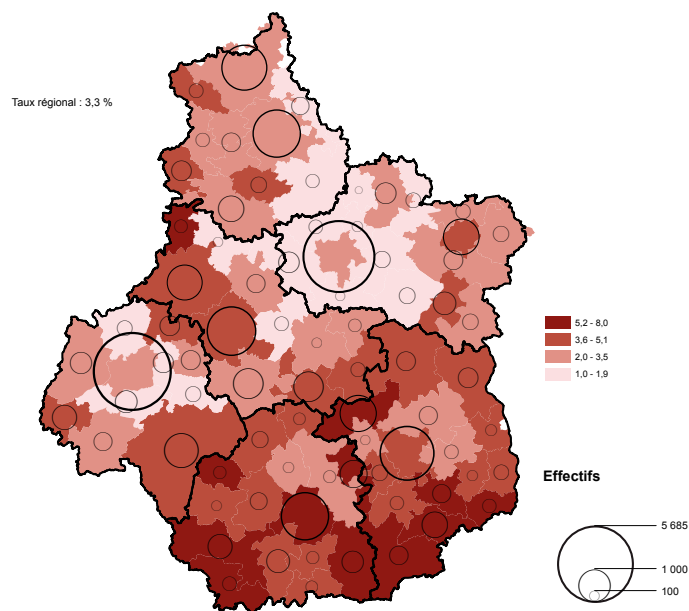 Taux régional : 3,3 %
5,2 - 8,0
3,6 - 5,1
2,0 - 3,5
1,0 - 1,9
Effectifs
5 685
1 000
100